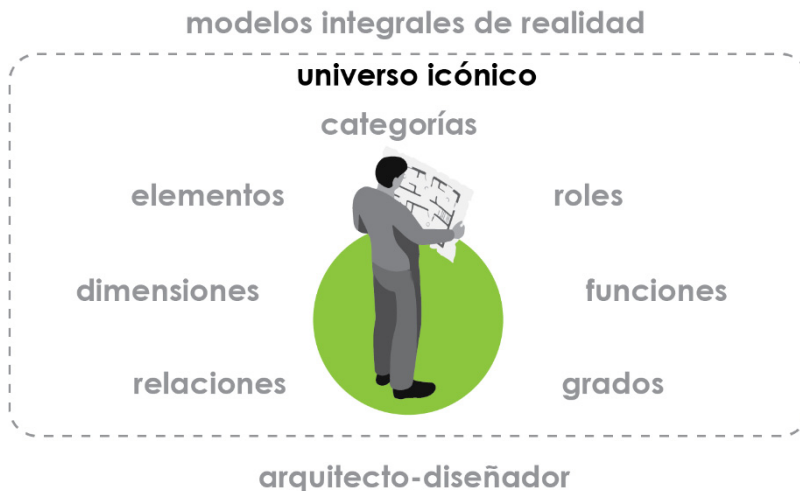 modelos integrales de realidad
universo icónico
categorías
elementos
roles
dimensiones
funciones
relaciones
grados
arquitecto-diseñador